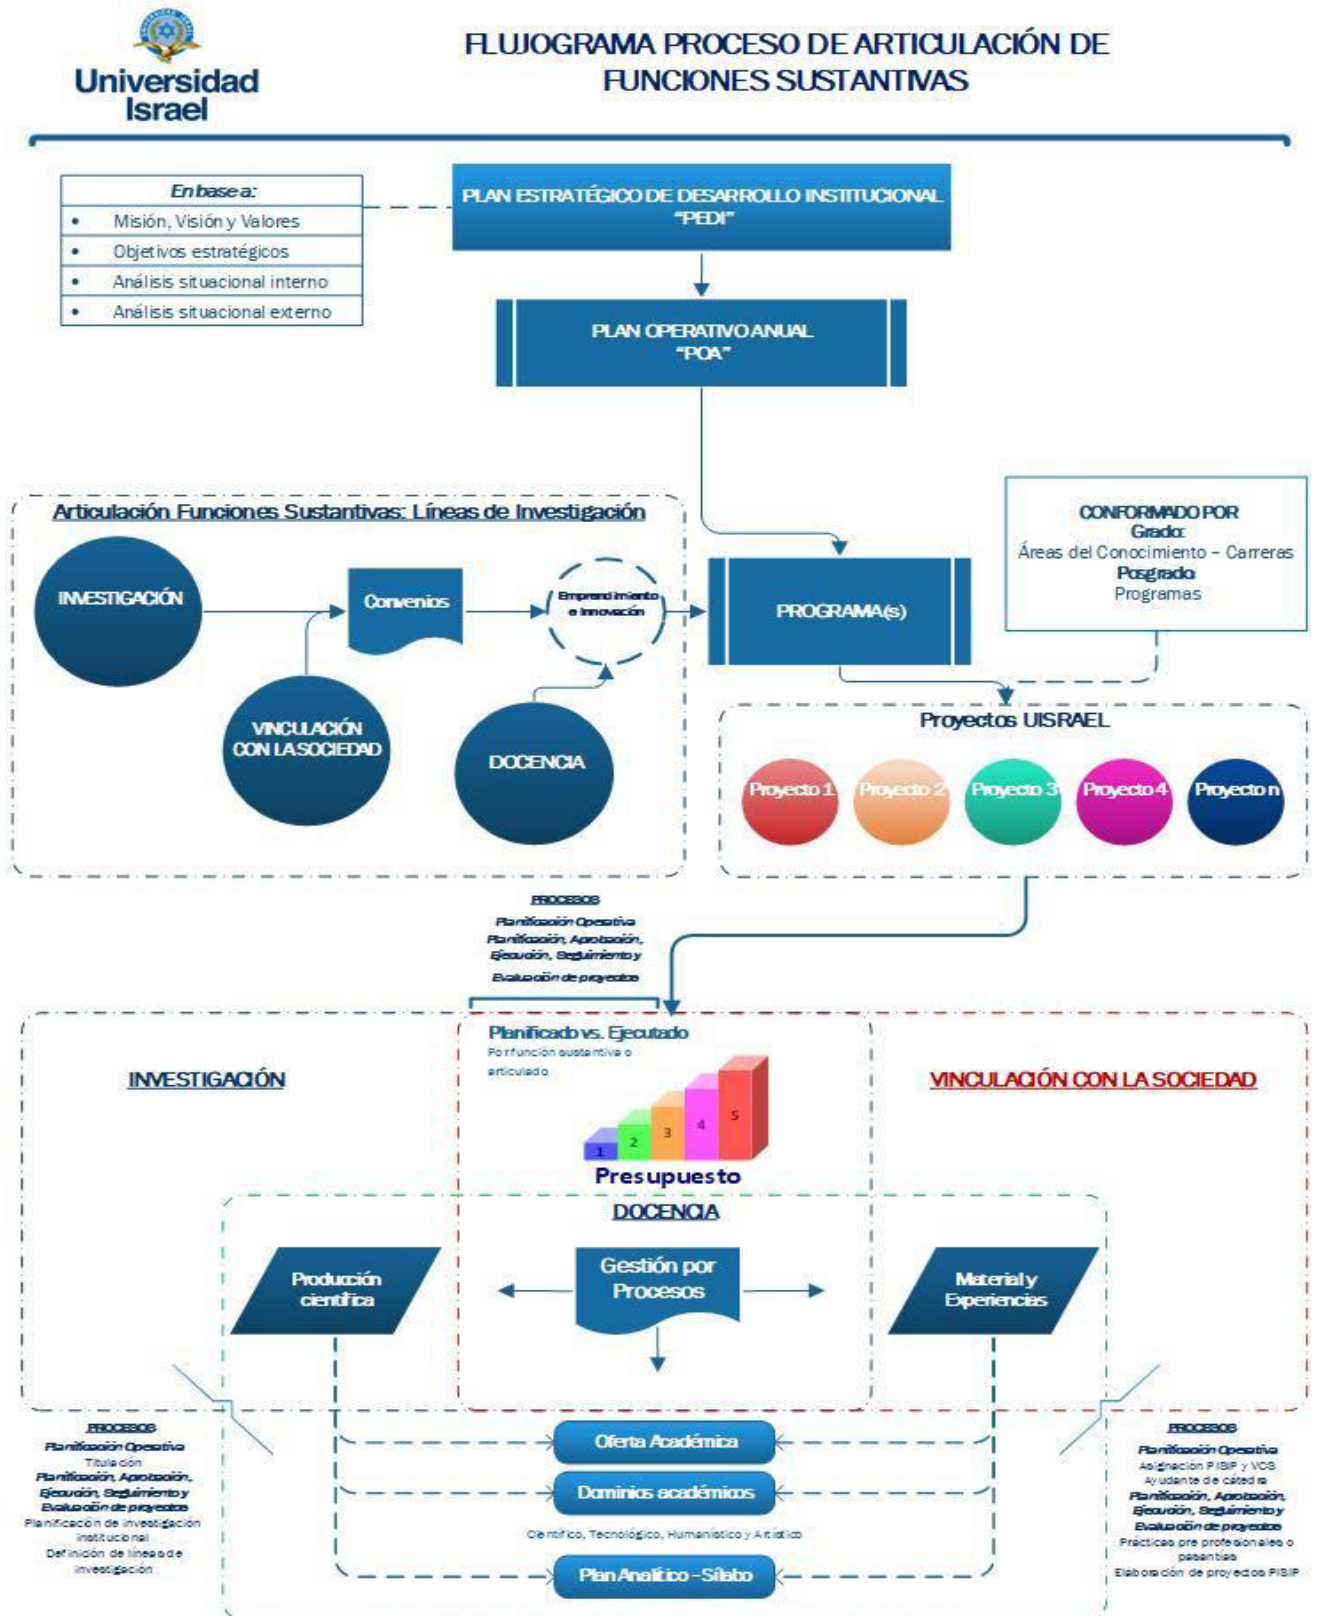 Universidad
Israel
FLUJOGRAMA PROCESO DE ARTICULACIÓN DE
FUNCIONES SUSTANTIVAS
En base a:
• Misión, Visión y Valores
• Objetivos estratégicos
• Análisis situacional interno
• Análisis situacional externo
PLAN ESTRATÉGICO DE DESARROLLO INSTITUCIONAL
"PEDI"
PLAN OPERATIVO ANUAL
"POA"
Articulación Funciones Sustantivas: Líneas de Investigación
INVESTIGACIÓN
Convenios
Emprendimiento
e Innovación
VINCULACIÓN
CON LA SOCIEDAD
DOCENCIA
PROGRAMA(s)
CONFORMADO POR
Grado:
Áreas del Conocimiento – Carreras
Posgrado:
Programas
Proyectos UISRAEL
Proyecto 1
Proyecto 2
Proyecto 3
Proyecto 4
Proyecto n
PROCESOS
Planificación Operativa
Planificación, Aprobación,
Ejecución, Seguimiento y
Evaluación de proyectos
INVESTIGACIÓN
Planificado vs. Ejecutado
Por función sustantiva o
articulado
1
2
3
4
5
Presupuesto
VINCULACIÓN CON LA SOCIEDAD
DOCENCIA
Producción
científica
Gestión por
Procesos
Material y
Experiencias
Oferta Académica
Dominios académicos
Científico, Tecnológico, Humanístico y Artístico
Plan Analítico - Sílabo
PROCESOS
Planificación Operativa
Titulación
Planificación, Aprobación,
Ejecución, Seguimiento y
Evaluación de proyectos
Planificación de investigación
institucional
Definición de líneas de
investigación
PROCESOS
Planificación Operativa
Asignación PISIP y VCS
Ayudante de cátedra
Planificación, Aprobación,
Ejecución, Seguimiento y
Evaluación de proyectos
Prácticas pre profesionales o
pasantías
Elaboración de proyectos PISIP